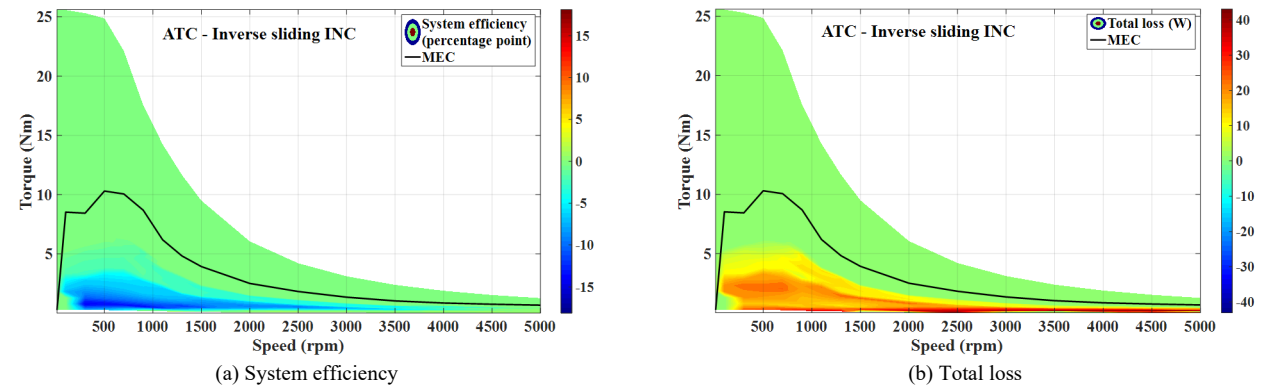 ATC - Inverse sliding INC
System efficiency
(percentage point)
MEC
Torque (Nm)
25
20
15
10
5
500 1000 1500 2000 2500 3000 3500 4000 4500 5000
Speed (rpm)
15
10
5
0
-5
-10
-15
(a) System efficiency
ATC - Inverse sliding INC
Total loss (W)
MEC
Torque (Nm)
25
20
15
10
5
500 1000 1500 2000 2500 3000 3500 4000 4500 5000
Speed (rpm)
40
30
20
10
0
-10
-20
-30
-40
(b) Total loss